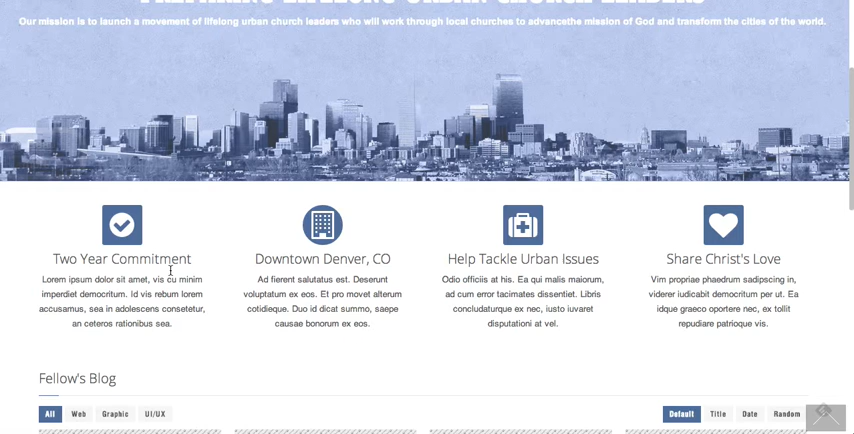 PREPARING LIFELONG URBAN CHURCH LEADERS
Our mission is to launch a movement of lifelong urban church leaders who will work through local churches to advancethe mission of God and transform the cities of the world.
Two Year Commitment
Lorem ipsum dolor sit amet, vis cu minim
imperdiet democritum. Id vis rebum lorem
accusamus, sea in adolescens consetetur,
an ceteros rationibus sea.
Downtown Denver, CO
Ad fierent salutatus est. Deserunt
voluptatum ex eos. Et pro movet alterum
cotidieque. Duo id dicat summo, saepe
causae bonorum ex eos.
Help Tackle Urban Issues
Odio officiis at his. Ea qui malis maiorum,
ad cum error tacimates dissentiet. Libris
concludaturque ex nec, iusto iuvaret
disputationi at vel.
Share Christ's Love
Vim propriae phaedrum sadipscing in,
viderer iudicabit democritum per ut. Ea
idque graeco oportere nec, ex tollit
repudiare patrioque vis.
Fellow's Blog
All Web Graphic UI/UX Default Title Date Random